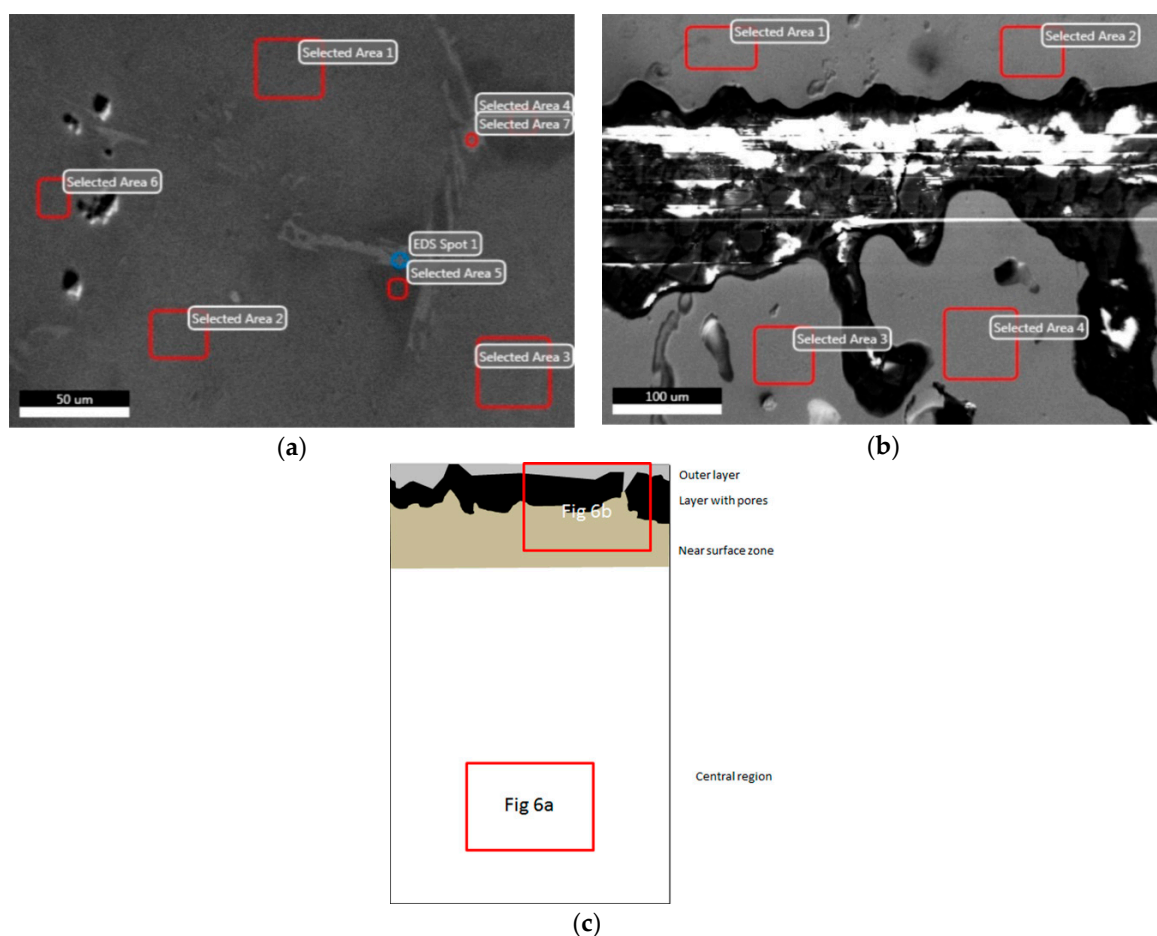 Selected Area 1
Selected Area 4
Selected Area 7
Selected Area 6
EDS Spot 1
Selected Area 5
Selected Area 2
Selected Area 3
50 um
(a)
Selected Area 1
Selected Area 2
Selected Area 3
Selected Area 4
100 um
(b)
Outer layer
Layer with pores
Fig 6b
Near surface zone
Central region
Fig 6a
(c)